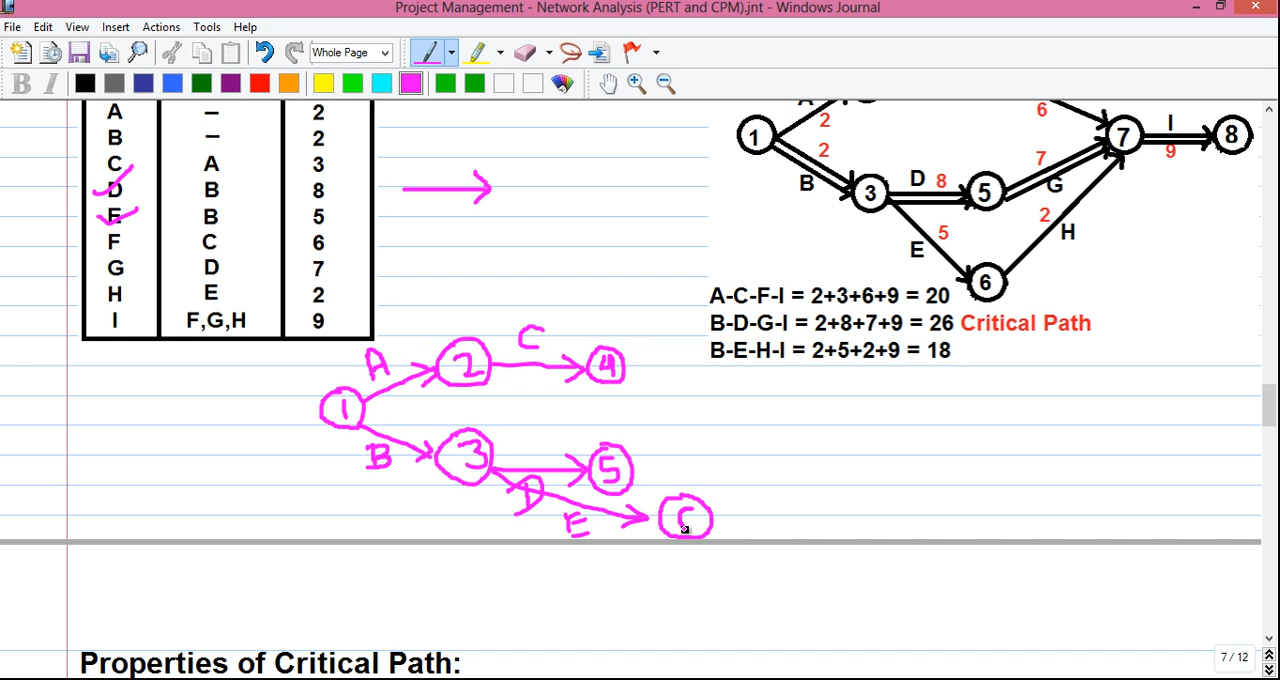 Project Management - Network Analysis (PERT and CPM).jnt - Windows Journal
File Edit View Insert Actions Tools Help
Whole Page
B I
A – 2
B – 2
C A 3
D B 8
E B 5
F C 6
G D 7
H E 2
I F,G,H 9
A
2
6
1
2
B
3
D 8
5
7
G
7
I
9
8
E
5
2
H
6
A-C-F-I = 2+3+6+9 = 20
B-D-G-I = 2+8+7+9 = 26 Critical Path
B-E-H-I = 2+5+2+9 = 18
1
A
2
C
4
B
3
D
5
E
7 / 12
Properties of Critical Path: